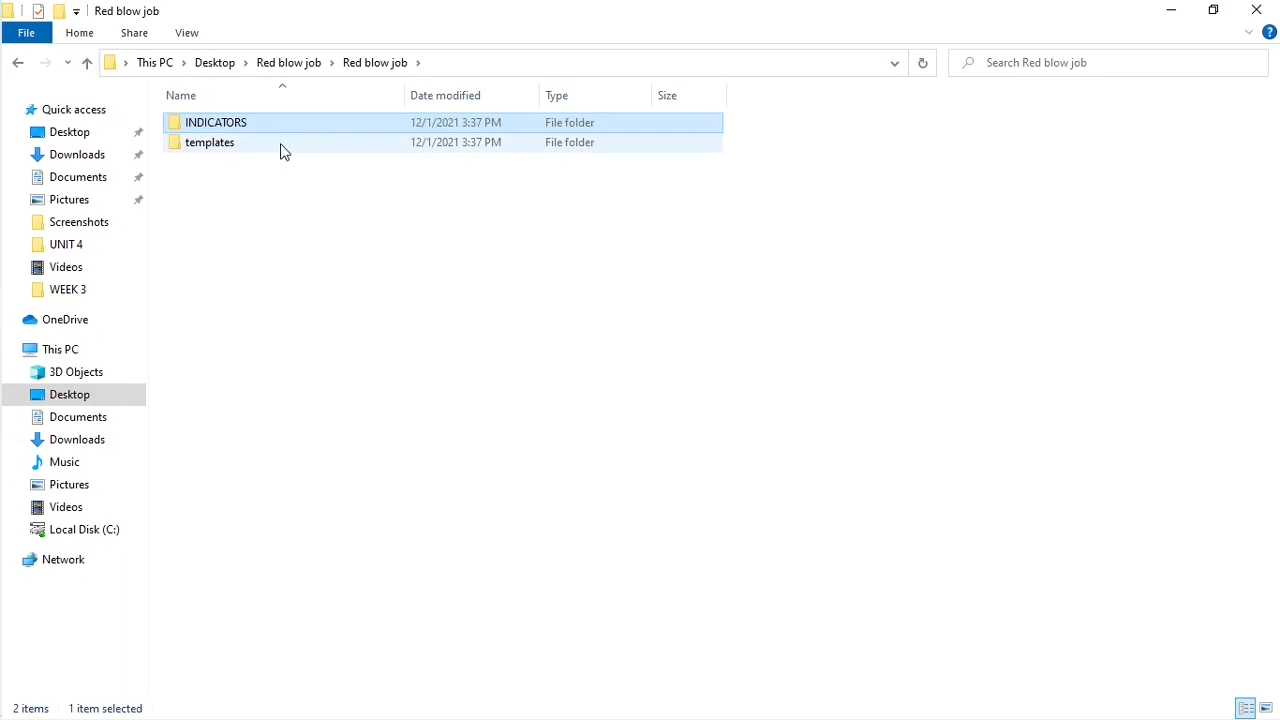 Red blow job
File Home Share View
This PC Desktop Red blow job Red blow job Search Red blow job
Name Date modified Type Size
INDICATORS 12/1/2021 3:37 PM File folder
templates 12/1/2021 3:37 PM File folder
Quick access
Desktop
Downloads
Documents
Pictures
Screenshots
UNIT 4
Videos
WEEK 3
OneDrive
This PC
3D Objects
Desktop
Documents
Downloads
Music
Pictures
Videos
Local Disk (C:)
Network
2 items 1 item selected